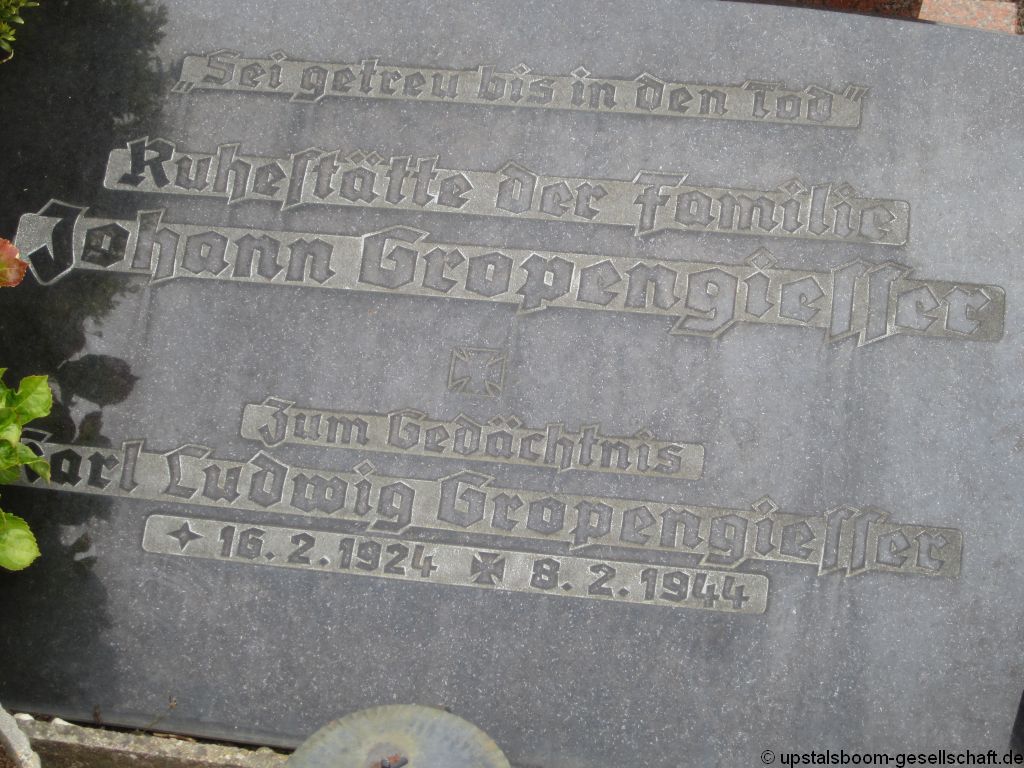 „Sei getreu bis in den Tod”
Ruhestätte der Familie
Johann Gropengiesser
Zum Gedächtnis
Karl Ludwig Gropengiesser
16.2.1924 8.2.1944
© upstalsboom-gesellschaft.de